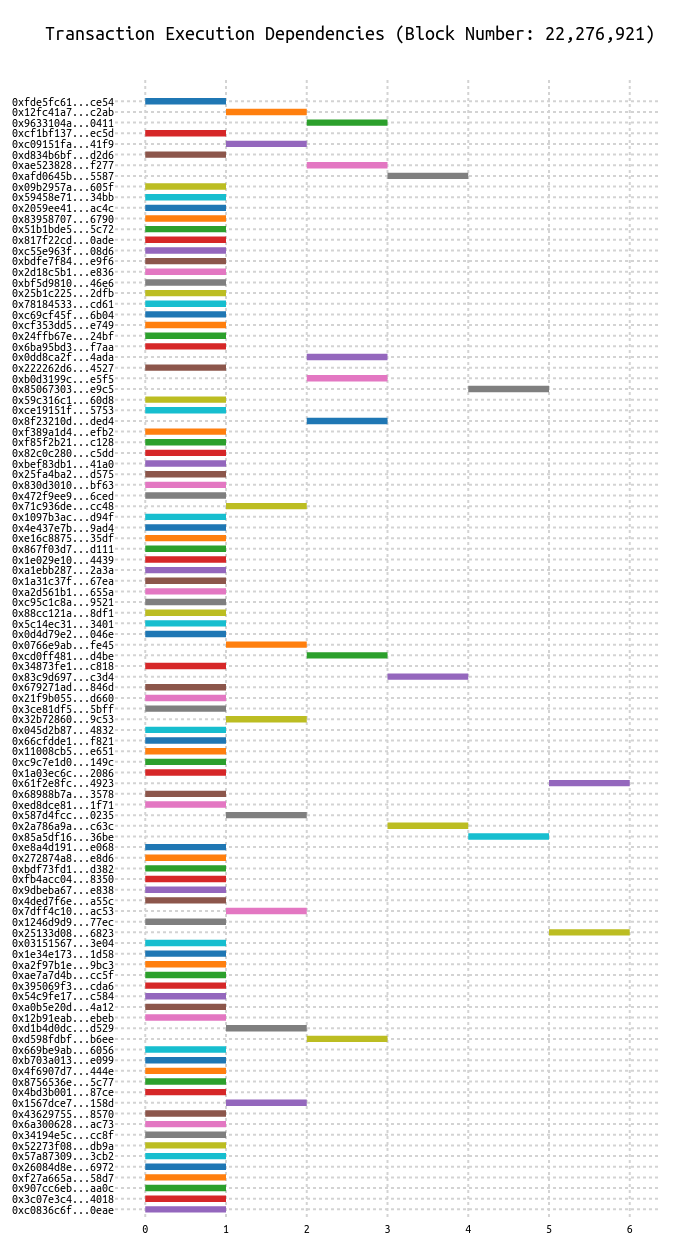 Transaction Execution Dependencies (Block Number: 22,276,921)
0xfde5fc61...ce54
0x12fc41a7...c2ab
0x9633104a...0411
0xcf1bf137...ec5d
0xc09151fa...41f9
0xd834b6bf...d2d6
0xae523828...f277
0xafd0645b...5587
0x09b2957a...605f
0x59458e71...34bb
0x2059ee41...ac4c
0x83958707...6790
0x51b1bde5...5c72
0x817f22cd...0ade
0xc55e963f...08d6
0xbdfe7f84...e9f6
0x2d18c5b1...e836
0xbf5d9810...46e6
0x25b1c225...2dfb
0x78184533...cd61
0xc69cf45f...6b04
0xcf353dd5...e749
0x24ffb67e...24bf
0x6ba95bd3...f7aa
0x0dd8ca2f...4ada
0x222262d6...4527
0xb0d3199c...e5f5
0x85067303...e9c5
0x59c316c1...60d8
0xce19151f...5753
0x8f23210d...ded4
0xf389a1d4...efb2
0xf85f2b21...c128
0x82c0c280...c5dd
0xbef83db1...41a0
0x25fa4ba2...d575
0x830d3010...bf63
0x472f9ee9...6ced
0x71c936de...cc48
0x1097b3ac...d94f
0x4e437e7b...9ad4
0xe16c8875...35df
0x867f03d7...d111
0x1e029e10...4439
0xa1ebb287...2a3a
0x1a31c37f...67ea
0xa2d561b1...655a
0xc95c1c8a...9521
0x88cc121a...8df1
0x5c14ec31...3401
0x0d4d79e2...046e
0x0766e9ab...fe45
0xcd0ff481...d4be
0x34873fe1...c818
0x83c9d697...c3d4
0x679271ad...846d
0x21f9b055...d660
0x3ce81df5...5bff
0x32b72860...9c53
0x045d2b87...4832
0x66cfdde1...f821
0x11008cb5...e651
0xc9c7e1d0...149c
0x1a03ec6c...2086
0x61f2e8fc...4923
0x68988b7a...3578
0xed8dce81...1f71
0x587d4fcc...0235
0x2a786a9a...c63c
0x85a5df16...36be
0xe8a4d191...e068
0x272874a8...e8d6
0xbdf73fd1...d382
0xfb4acc04...8350
0x9dbeba67...e838
0x4ded7f6e...a55c
0x7dff4c10...ac53
0x1246d9d9...77ec
0x25133d08...6823
0x03151567...3e04
0x1e34e173...1d58
0xa2f97b1e...9bc3
0xae7a7d4b...cc5f
0x395069f3...cda6
0x54c9fe17...c584
0xa0b5e20d...4a12
0x12b91eab...ebeb
0xd1b4d0dc...d529
0xd598fdbf...b6ee
0x669be9ab...6056
0xb703a013...e099
0x4f6907d7...444e
0x8756536e...5c77
0x4bd3b001...87ce
0x1567dce7...158d
0x43629755...8570
0x6a300628...ac73
0x34194e5c...cc8f
0x52273f08...db9a
0x57a87309...3cb2
0x26084d8e...6972
0xf27a665a...58d7
0x907cc6eb...aa0c
0x3c07e3c4...4018
0xc0836c6f...0eae
0 1 2 3 4 5 6